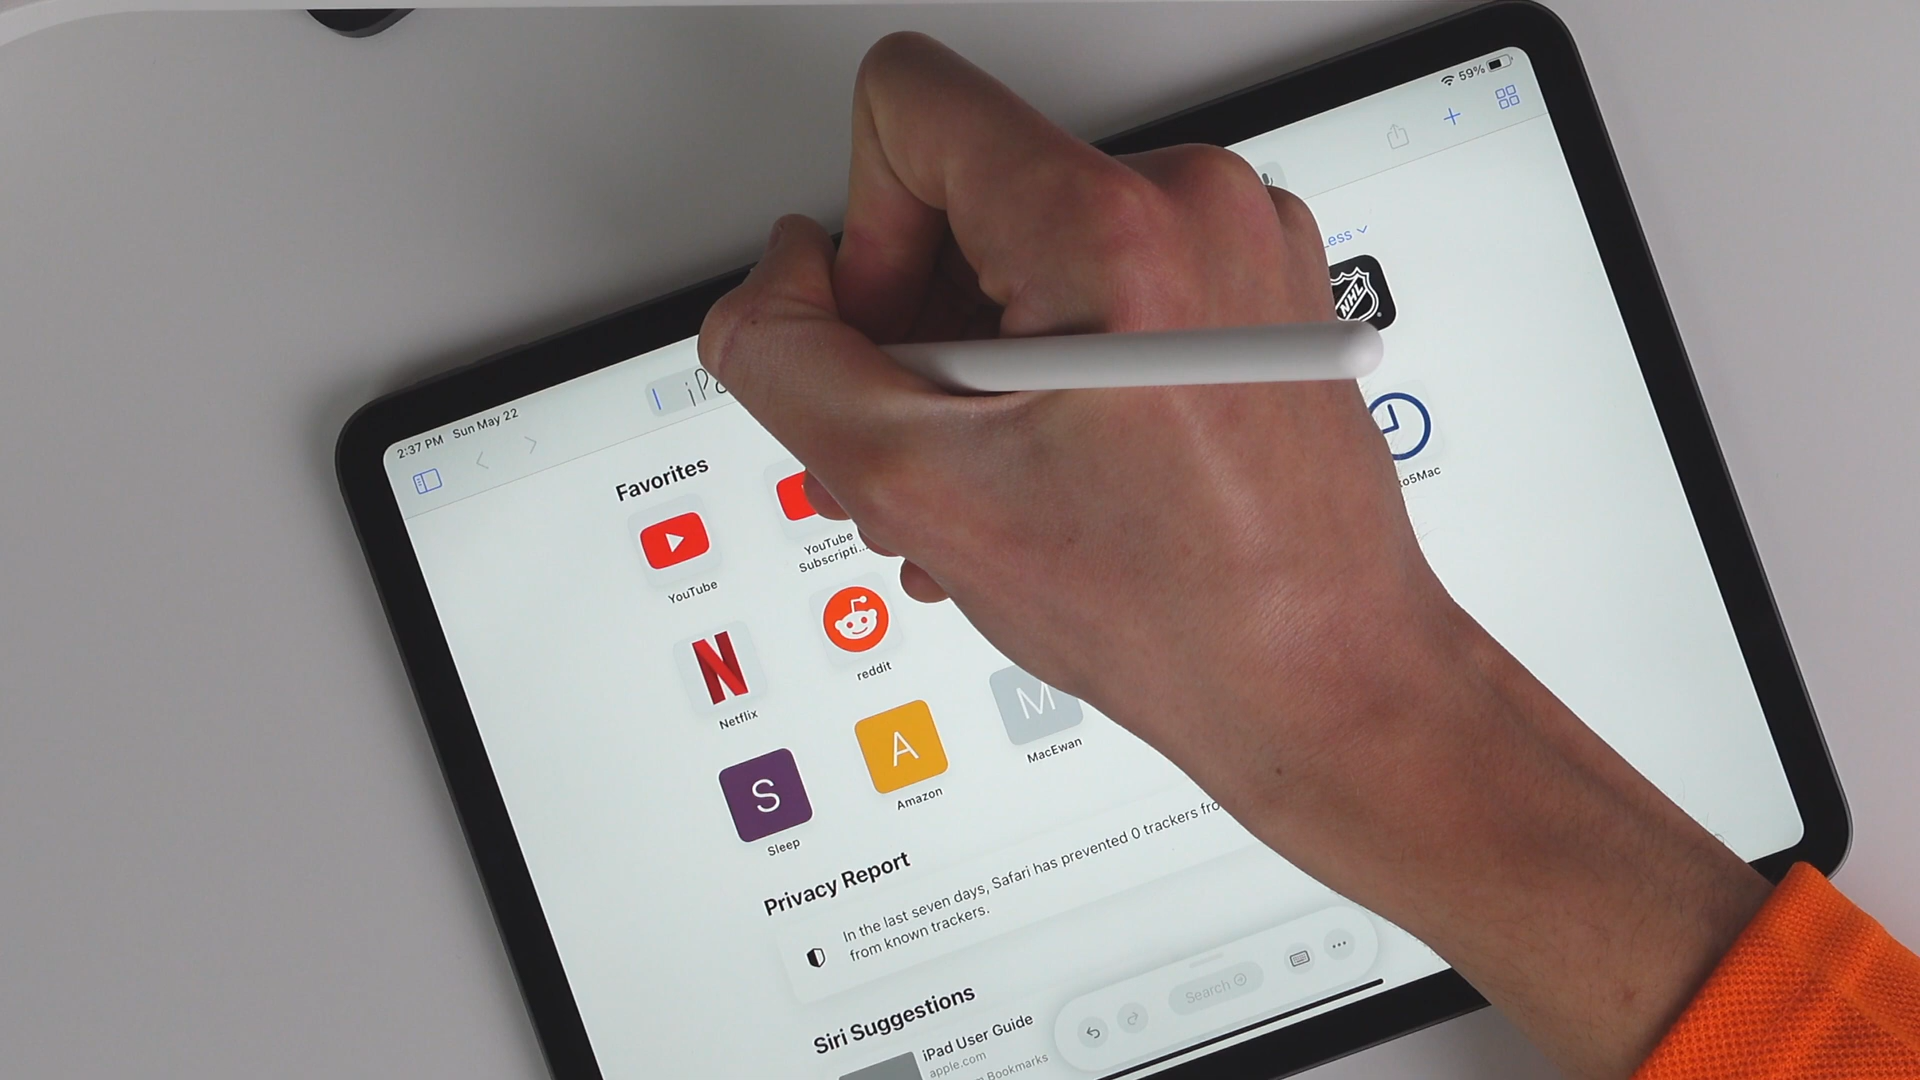 2:37 PM Sun May 22
59%
Less
Favorites
NHL
YouTube
YouTube
Subscripti...
Netflix
N
reddit
to5Mac
S
Sleep
A
Amazon
M
MacEwan
Privacy Report
In the last seven days, Safari has prevented 0 trackers
from known trackers.
Siri Suggestions
iPad User Guide
apple.com
Bookmarks
Search